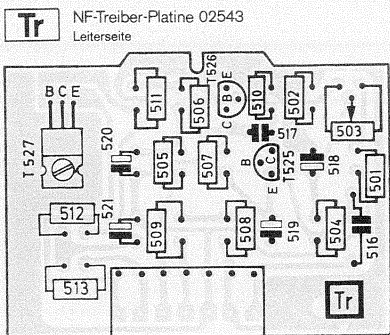 Tr
NF-Treiber-Platine 02543
Leiterseite
T526
E
B
C
B C E
511
506
510
502
503
T527
520
517
505
507
B
C
E
T525
518
501
512
521
509
508
519
504
516
513
Tr